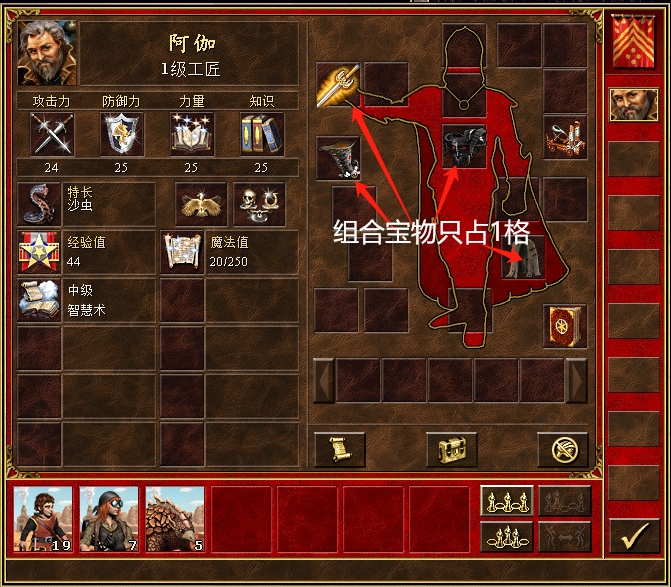 阿伽
1级工匠
攻击力 防御力 力量 知识
24 25 25 25
特长
沙虫
经验值
44
魔法值
20/250
中级
智慧术
组合宝物只占1格
19 7 5